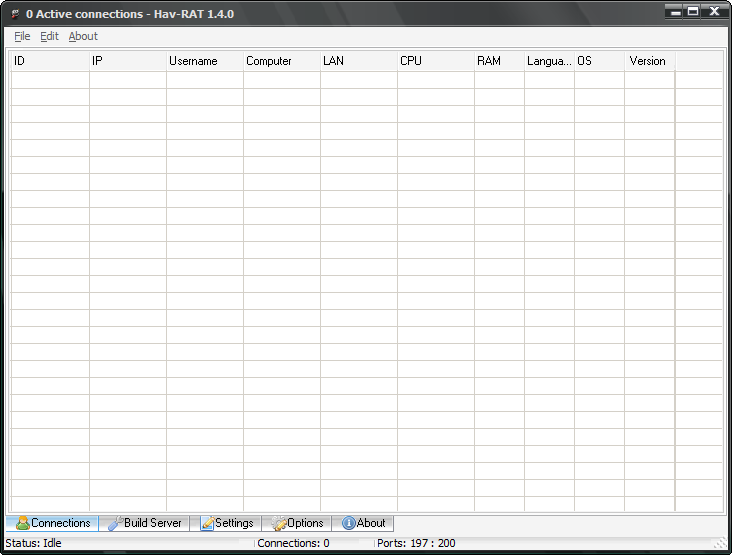 0 Active connections - Hav-RAT 1.4.0
File Edit About
ID IP Username Computer LAN CPU RAM Langua... OS Version
Connections Build Server Settings Options About
Status: Idle Connections: 0 Ports: 197 : 200